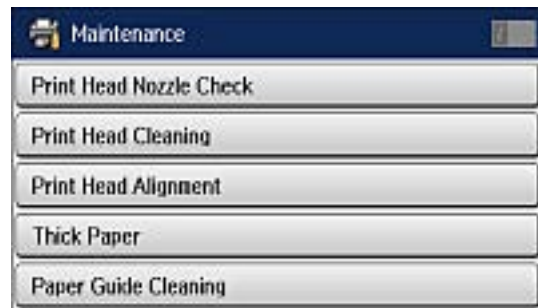 Maintenance
Print Head Nozzle Check
Print Head Cleaning
Print Head Alignment
Thick Paper
Paper Guide Cleaning